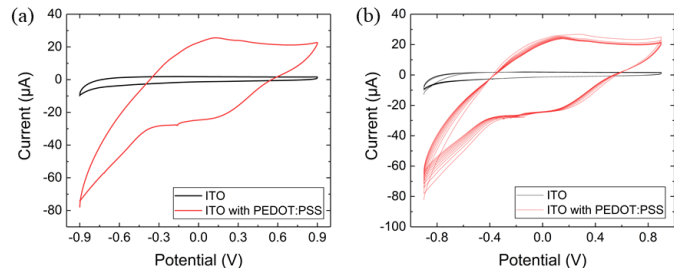 (a)
40
20
0
-20
-40
-60
-80
Current (µA)
ITO
ITO with PEDOT:PSS
-0.9 -0.6 -0.3 0.0 0.3 0.6 0.9
Potential (V)
(b)
60
40
20
0
-20
-40
-60
-80
-100
Current (µA)
ITO
ITO with PEDOT:PSS
-0.8 -0.4 0.0 0.4 0.8
Potential (V)